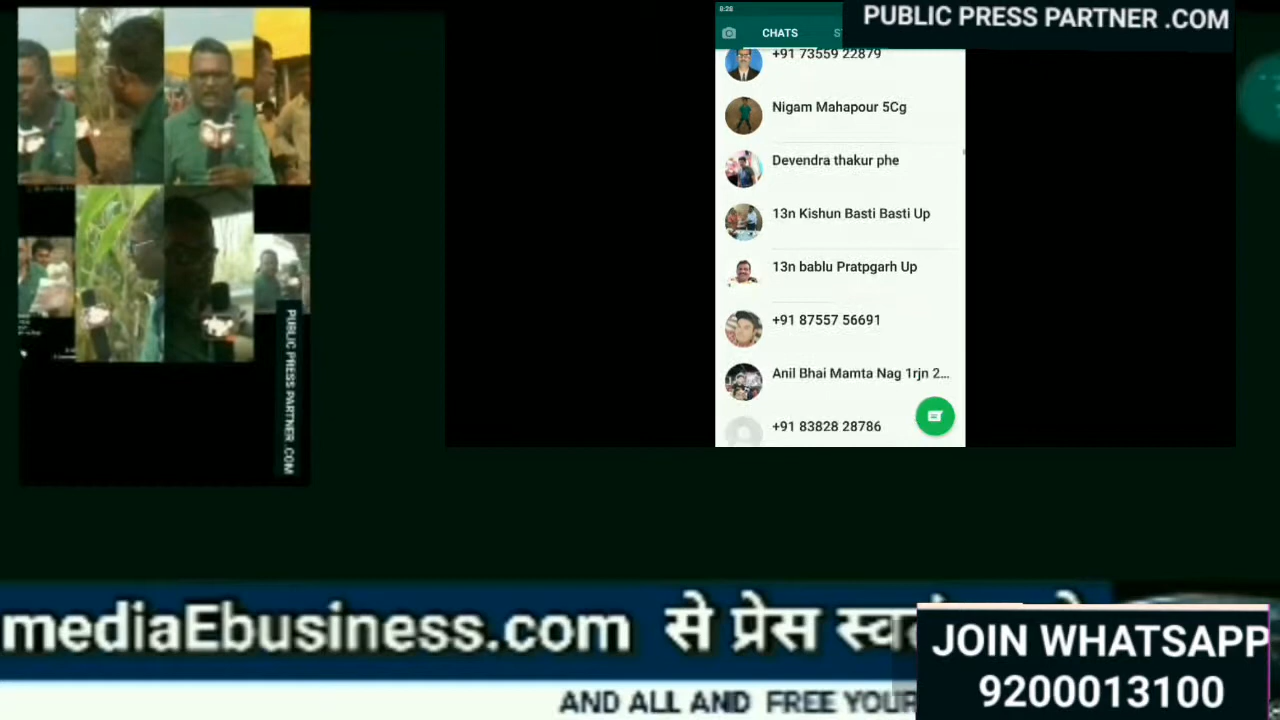 8:28
CHATS
PUBLIC PRESS PARTNER .COM
+91 73559 22879
Nigam Mahapour 5Cg
Devendra thakur phe
13n Kishun Basti Basti Up
13n bablu Pratpgarh Up
+91 87557 56691
Anil Bhai Mamta Nag 1rjn 2...
+91 83828 28786
PUBLIC PRESS PARTNER .COM
mediaEbusiness.com से प्रेस
JOIN WHATSAPP
9200013100
AND ALL AND FREE YOUR